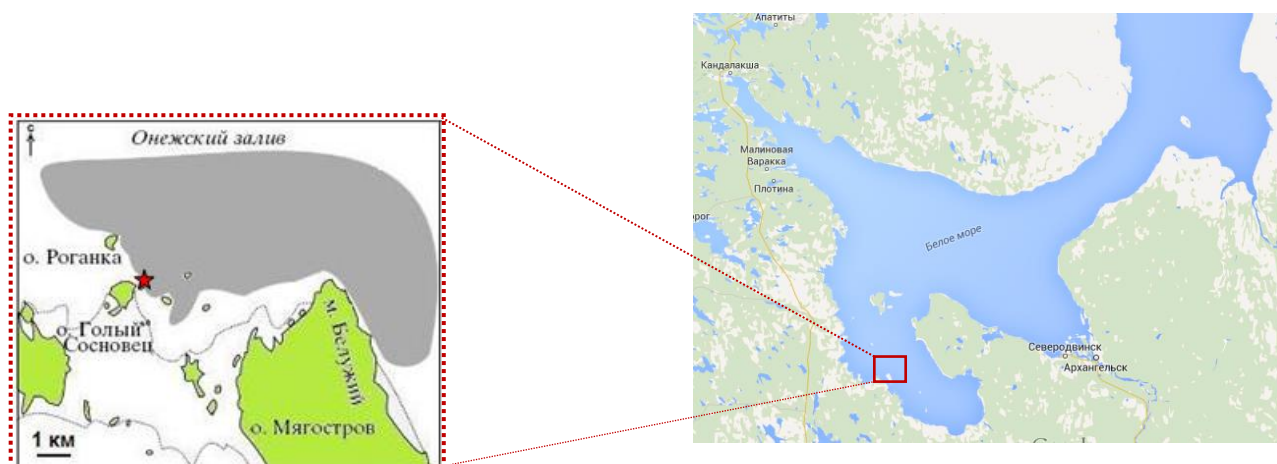 с
Онежский залив
о. Роганка
о. Голый
Сосновец
м. Белужий
о. Мягостров
1 км
Апатиты
Кандалакша
Малиновая
Варакка
Плотина
Белое море
Северодвинск
Архангельск